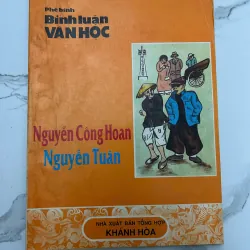 Phê bình
Bình luận
VĂN HỌC
Nguyễn Công Hoan
Nguyễn Tuân
NHÀ XUẤT BẢN TỔNG HỢP
KHÁNH HÒA